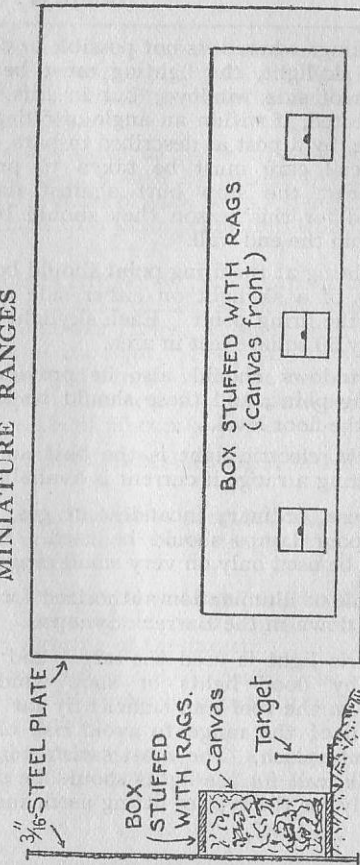 MINIATURE RANGES
3/16" STEEL PLATE
BOX
STUFFED
WITH RAGS.
Canvas
Target
BOX STUFFED WITH RAGS
(Canvas front)